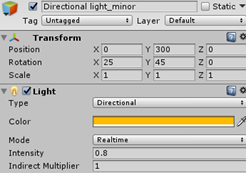 Directional light_minor Static
Tag Untagged Layer Default
Transform
Position X 0 Y 300 Z 0
Rotation X 25 Y 45 Z 0
Scale X 1 Y 1 Z 1
Light
Type Directional
Color
Mode Realtime
Intensity 0.8
Indirect Multiplier 1